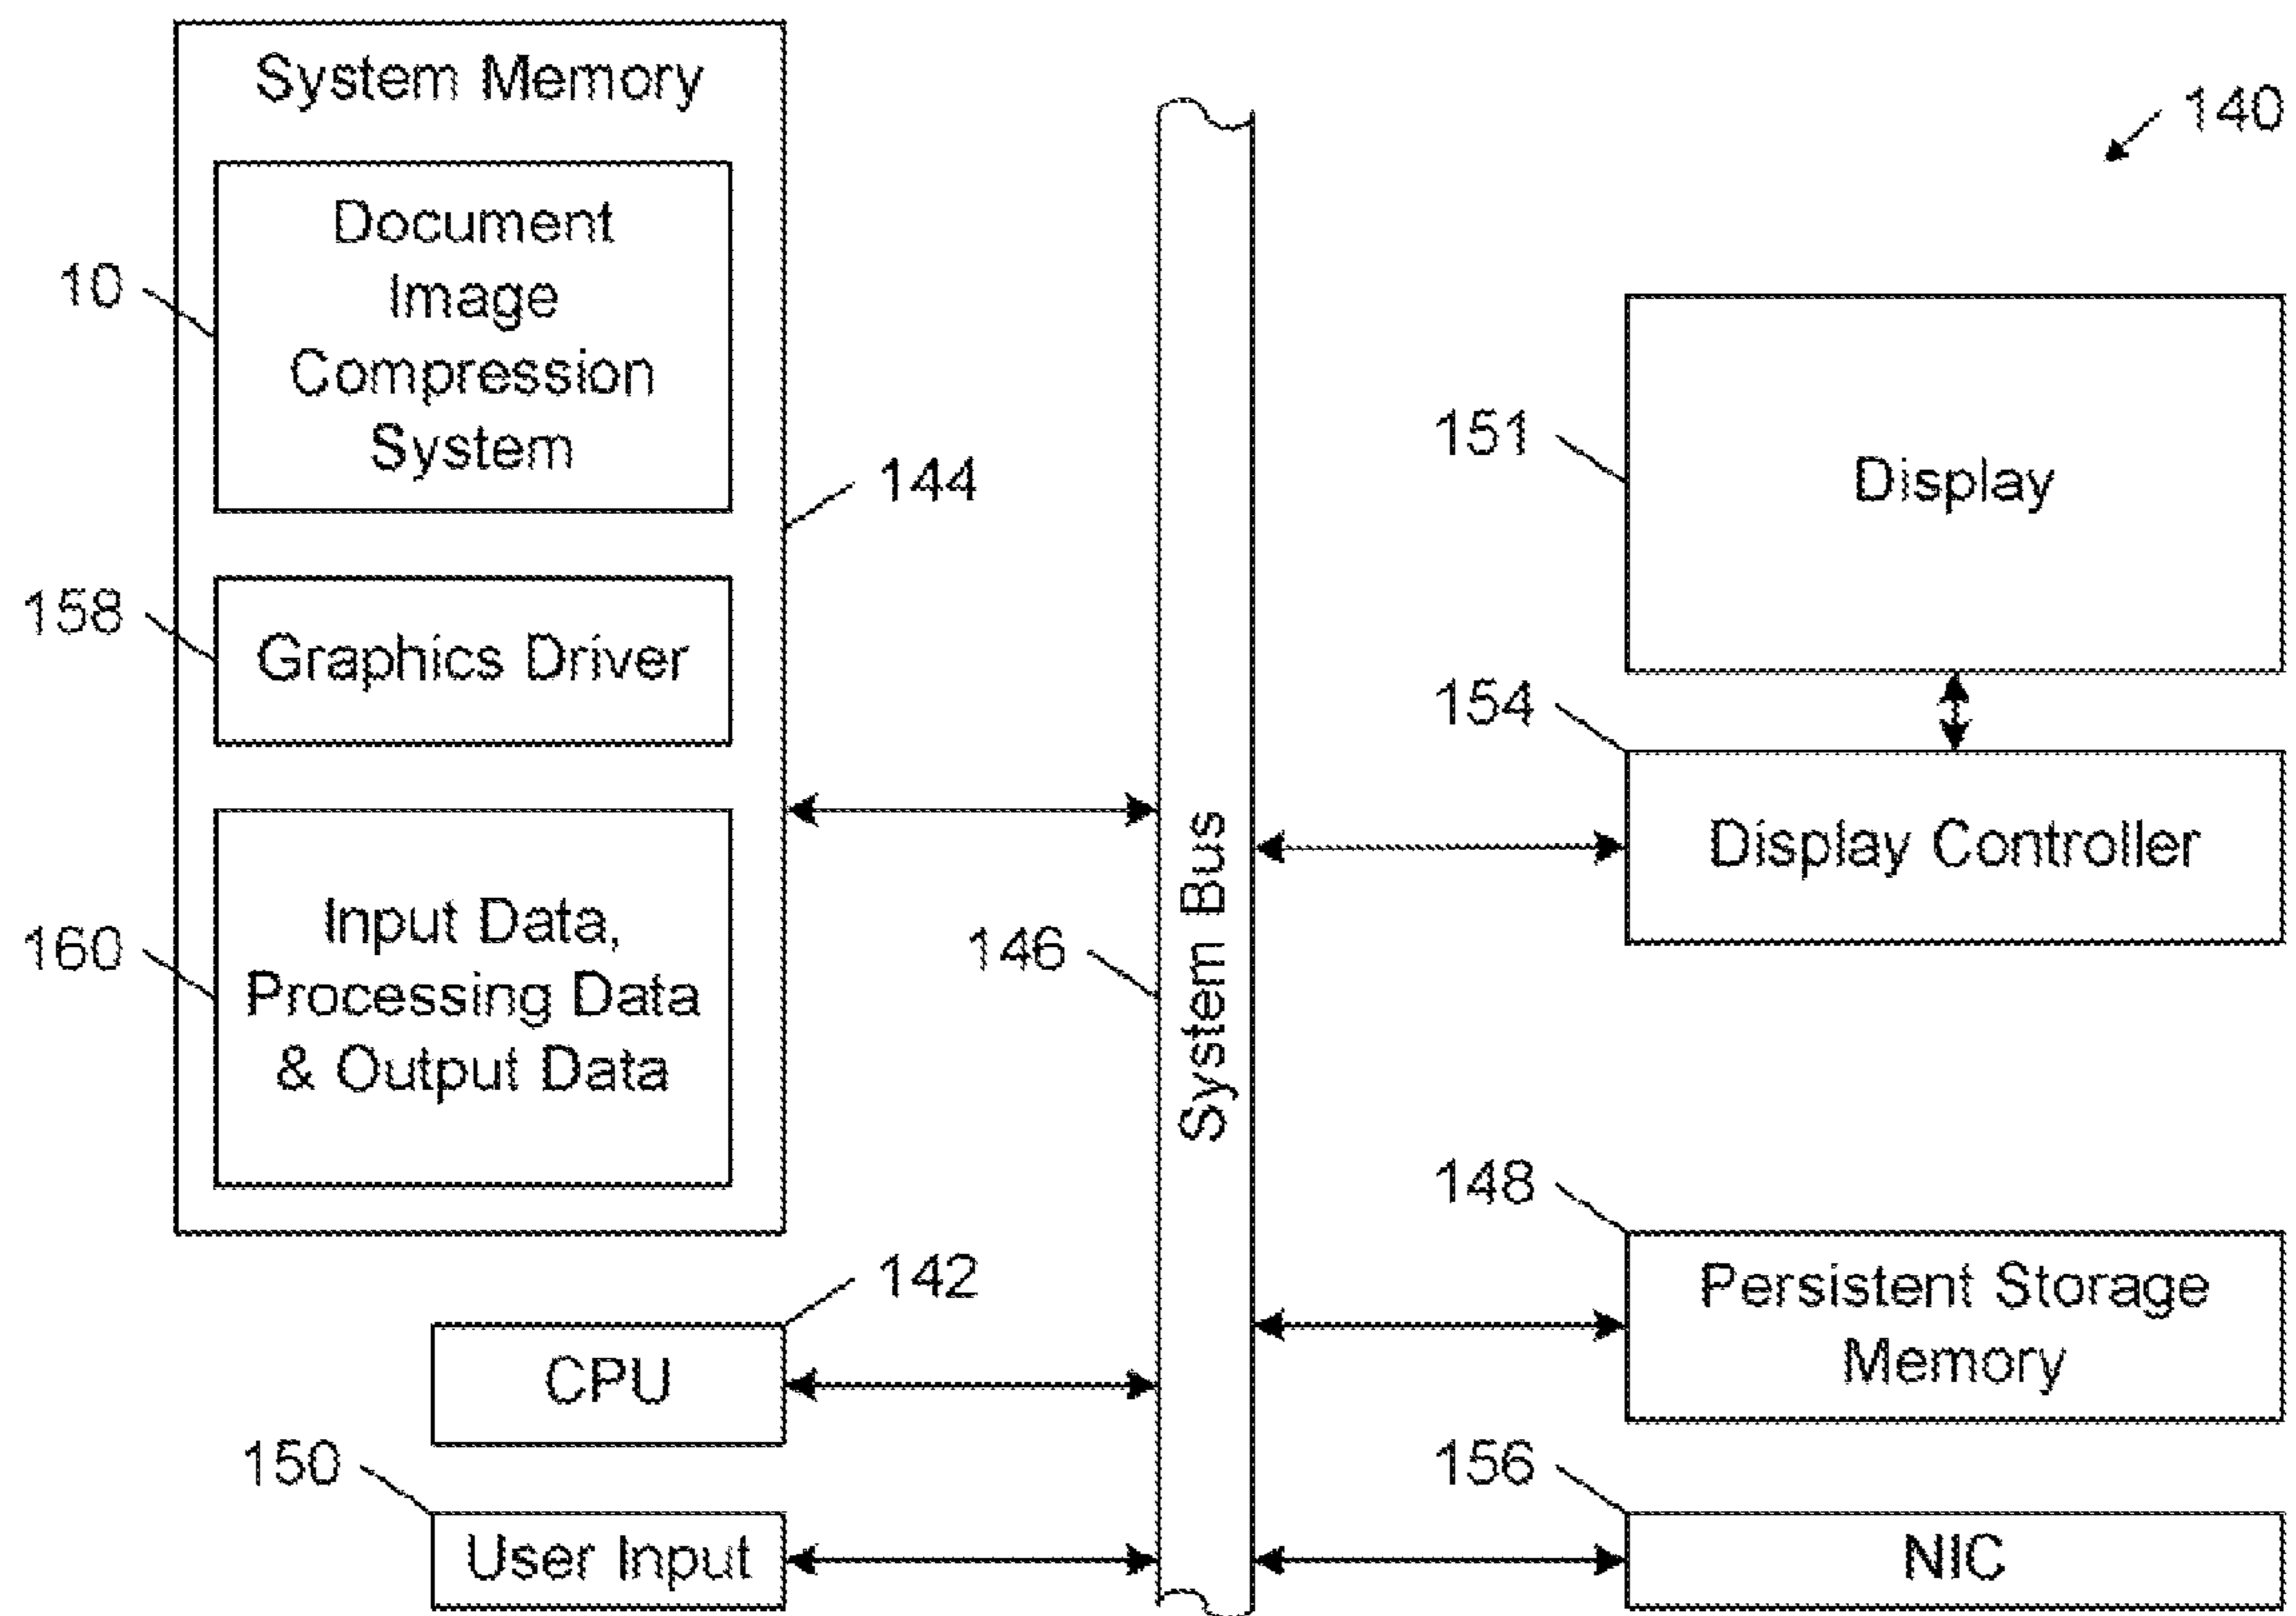 System Memory
140
Document
Image
Compression
System
10
144
151
Display
158
Graphics Driver
154
Display Controller
Input Data,
Processing Data
& Output Data
160
146
System Bus
148
Persistent Storage
Memory
142
CPU
150
User Input
156
NIC